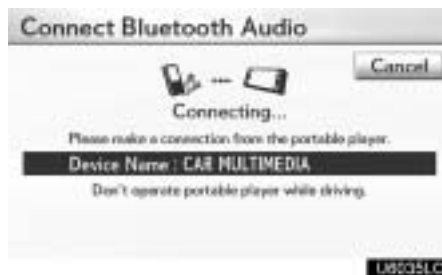 Connect Bluetooth Audio
Cancel
Connecting...
Please make a connection from the portable player.
Device Name : CAR MULTIMEDIA
Don't operate portable player while driving.
U8035LC